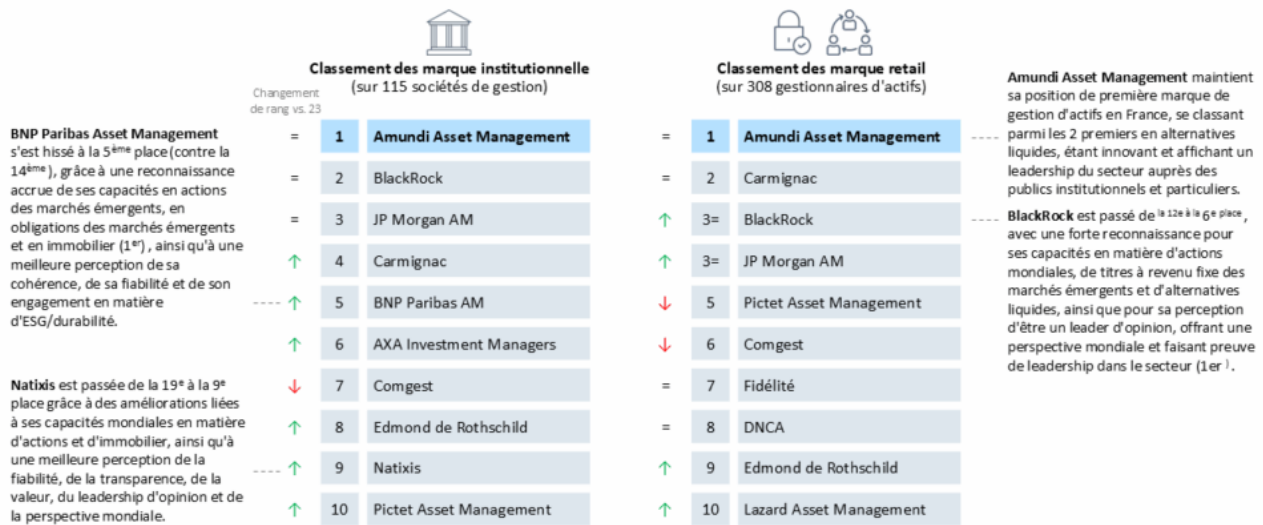 Classement des marque institutionnelle
(sur 115 sociétés de gestion)
Changement
de rang vs. 23
BNP Paribas Asset Management
s'est hissé à la 5ème place (contre la
14ème), grâce à une reconnaissance
accrue de ses capacités en actions
des marchés émergents, en
obligations des marchés émergents
et en immobilier (1er), ainsi qu'à une
meilleure perception de sa
cohérence, de sa fiabilité et de son
engagement en matière
d'ESG/durabilité.
Natixis est passée de la 19e à la 9e
place grâce à des améliorations liées
à ses capacités mondiales en matière
d'actions et d'immobilier, ainsi qu'à
une meilleure perception de la
fiabilité, de la transparence, de la
valeur, du leadership d'opinion et de
la perspective mondiale.
= 1 Amundi Asset Management
= 2 BlackRock
= 3 JP Morgan AM
↑ 4 Carmignac
↑ 5 BNP Paribas AM
↑ 6 AXA Investment Managers
↓ 7 Comgest
↑ 8 Edmond de Rothschild
↑ 9 Natixis
↑ 10 Pictet Asset Management
Classement des marque retail
(sur 308 gestionnaires d'actifs)
= 1 Amundi Asset Management
= 2 Carmignac
↑ 3= BlackRock
↑ 3= JP Morgan AM
↓ 5 Pictet Asset Management
↓ 6 Comgest
= 7 Fidélité
= 8 DNCA
↑ 9 Edmond de Rothschild
↑ 10 Lazard Asset Management
Amundi Asset Management maintient
sa position de première marque de
gestion d'actifs en France, se classant
parmi les 2 premiers en alternatives
liquides, étant innovant et affichant un
leadership du secteur auprès des
publics institutionnels et particuliers.
BlackRock est passé de la 12e à la 6e place,
avec une forte reconnaissance pour
ses capacités en matière d'actions
mondiales, de titres à revenu fixe des
marchés émergents et d'alternatives
liquides, ainsi que pour sa perception
d'être un leader d'opinion, offrant une
perspective mondiale et faisant preuve
de leadership dans le secteur (1er ).